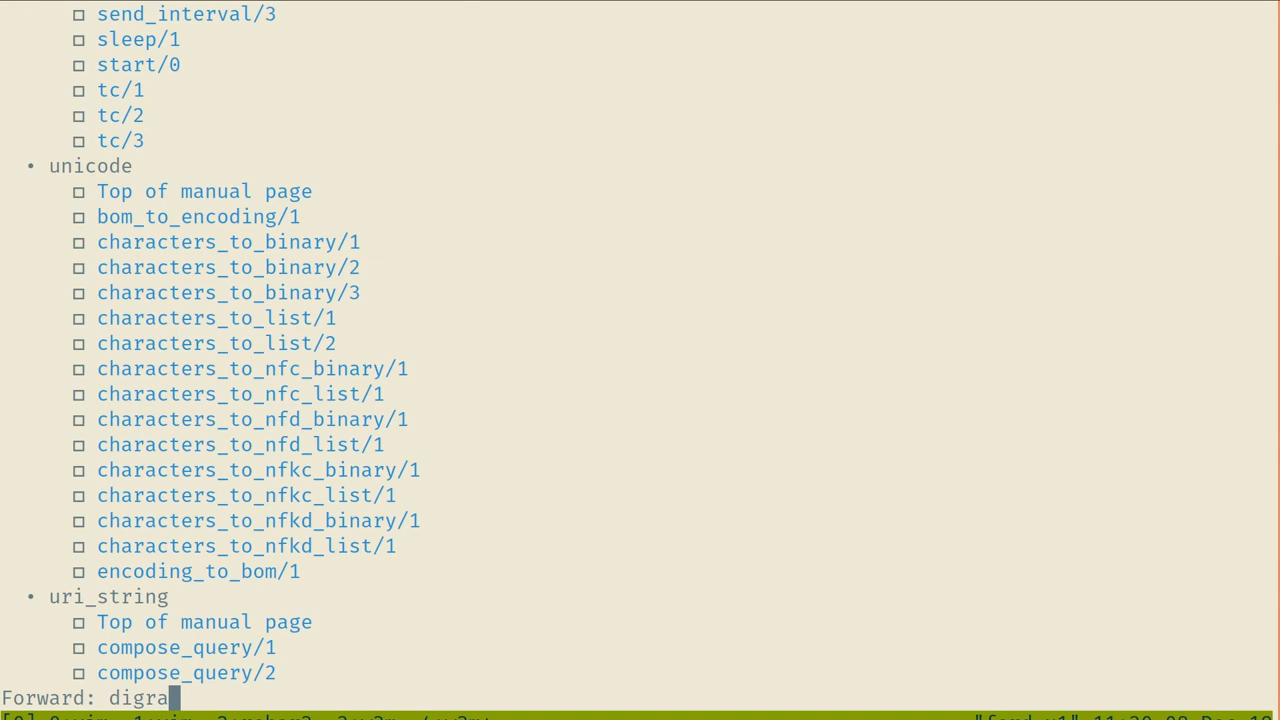 □ send_interval/3
□ sleep/1
□ start/0
□ tc/1
□ tc/2
□ tc/3
• unicode
□ Top of manual page
□ bom_to_encoding/1
□ characters_to_binary/1
□ characters_to_binary/2
□ characters_to_binary/3
□ characters_to_list/1
□ characters_to_list/2
□ characters_to_nfc_binary/1
□ characters_to_nfc_list/1
□ characters_to_nfd_binary/1
□ characters_to_nfd_list/1
□ characters_to_nfkc_binary/1
□ characters_to_nfkc_list/1
□ characters_to_nfkd_binary/1
□ characters_to_nfkd_list/1
□ encoding_to_bom/1
• uri_string
□ Top of manual page
□ compose_query/1
□ compose_query/2
Forward: digra